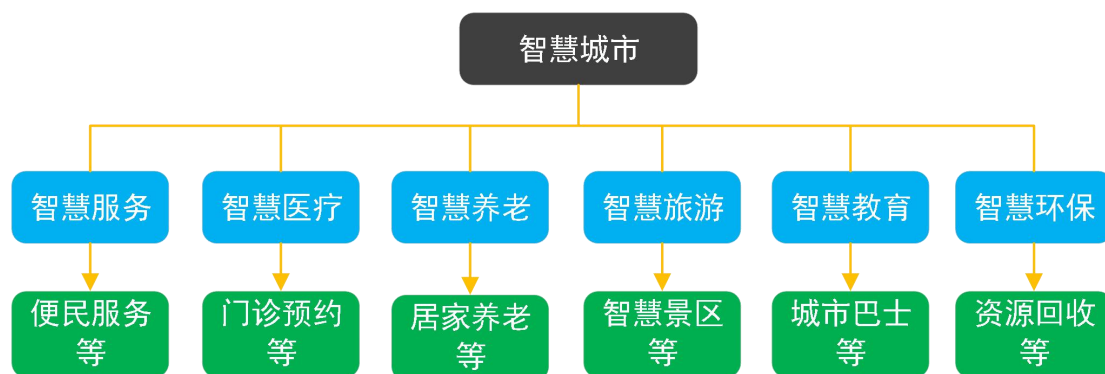 智慧城市
智慧服务
智慧医疗
智慧养老
智慧旅游
智慧教育
智慧环保
便民服务
等
门诊预约
等
居家养老
等
智慧景区
等
城市巴士
等
资源回收
等